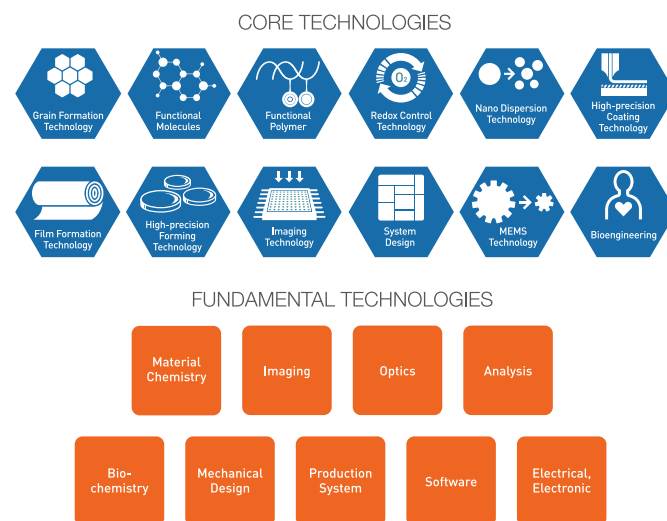 CORE TECHNOLOGIES
Grain Formation
Technology
Functional
Molecules
Functional
Polymer
O₂
Redox Control
Technology
Nano Dispersion
Technology
High-precision
Coating
Technology
Film Formation
Technology
High-precision
Forming
Technology
Imaging
Technology
System
Design
MEMS
Technology
Bioengineering
FUNDAMENTAL TECHNOLOGIES
Material
Chemistry
Imaging
Optics
Analysis
Bio-
chemistry
Mechanical
Design
Production
System
Software
Electrical,
Electronic